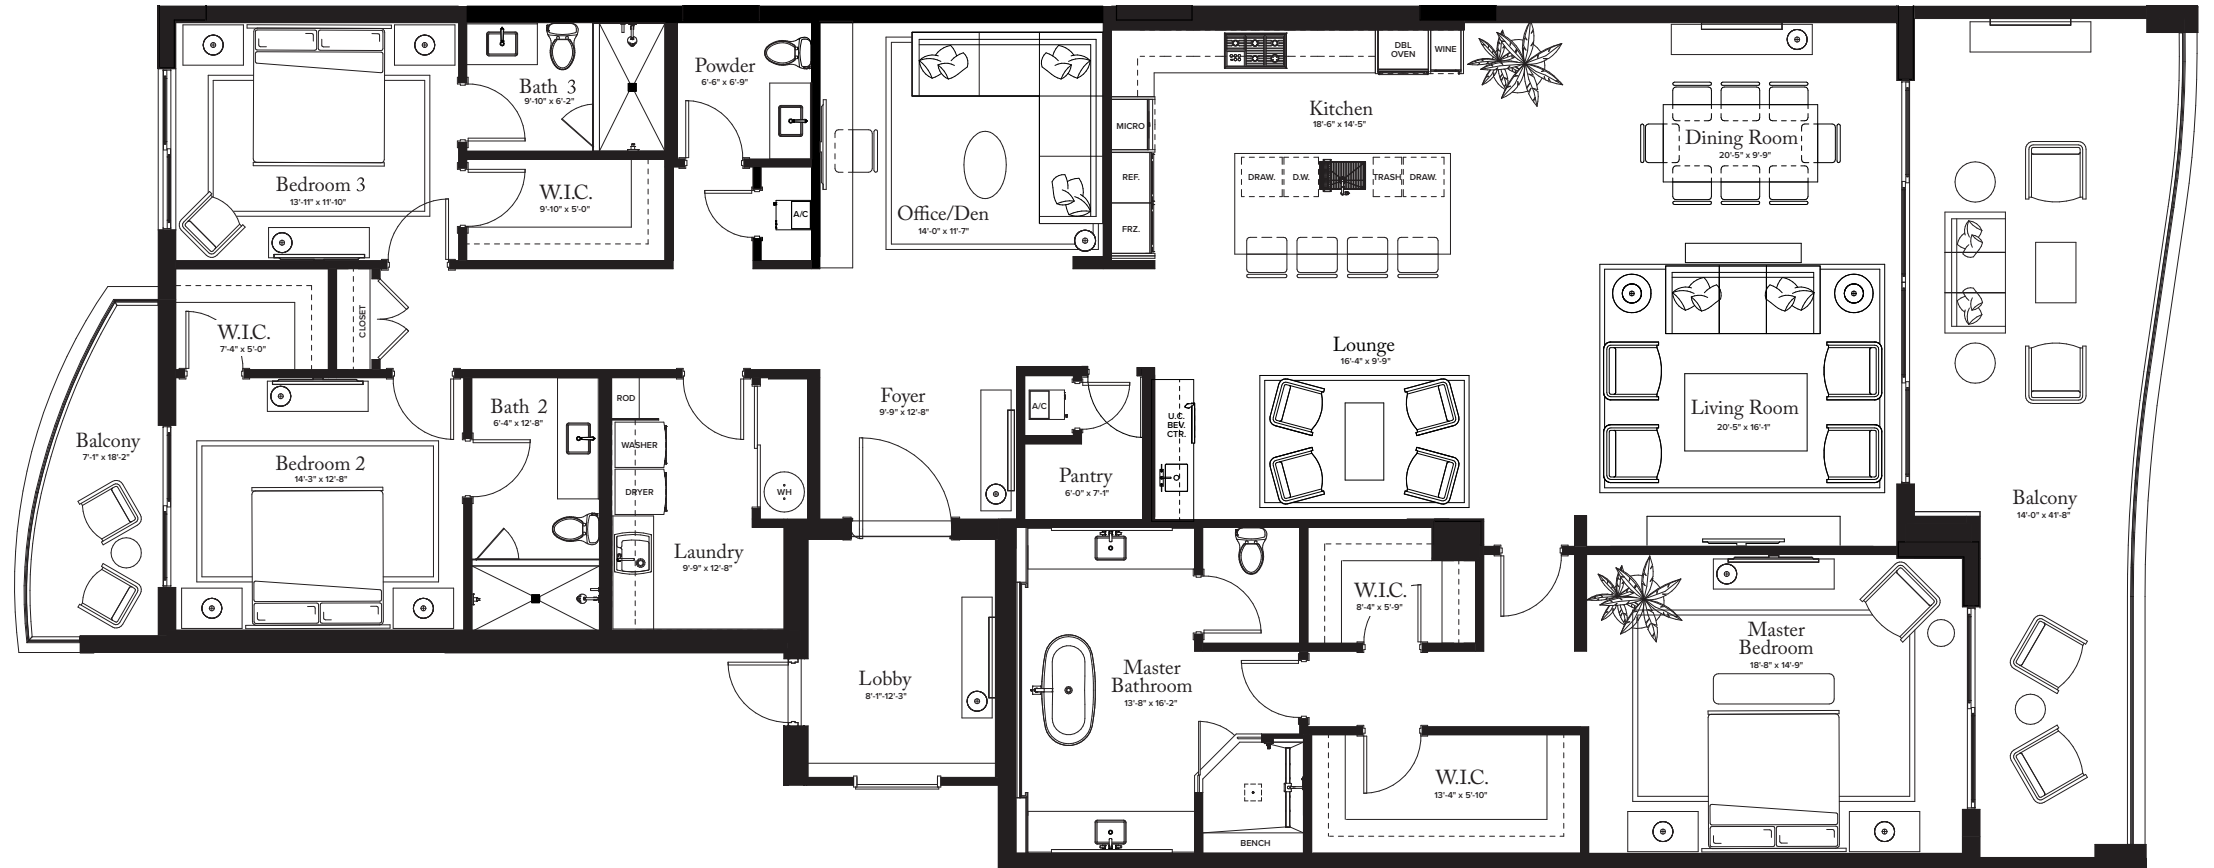 Bedroom 3
13'-11" x 11'-10"
Bath 3
9'-10" x 6'-2"
W.I.C.
9'-10" x 5'-0"
Powder
6'-6" x 6'-9"
A/C
Office/Den
14'-0" x 11'-7"
DBL
OVEN
WINE
MICRO
REF.
FRZ.
Kitchen
18'-6" x 14'-5"
DRAW.
D.W.
TRASH
DRAW.
Dining Room
20'-5" x 9'-9"
W.I.C.
7'-4" x 5'-0"
CLOSET
Balcony
7'-1" x 18'-2"
Bedroom 2
14'-3" x 12'-8"
Bath 2
6'-4" x 12'-8"
ROD
WASHER
DRYER
WH
Laundry
9'-9" x 12'-8"
Foyer
9'-9" x 12'-8"
A/C
Pantry
6'-0" x 7'-1"
U.C.
BEV.
CTR.
Lounge
16'-4" x 9'-9"
Living Room
20'-5" x 16'-1"
Balcony
14'-0" x 41'-8"
Lobby
8'-1"-12'-3"
Master
Bathroom
13'-8" x 16'-2"
W.I.C.
8'-4" x 5'-9"
BENCH
W.I.C.
13'-4" x 5'-10"
Master
Bedroom
18'-8" x 14'-9"